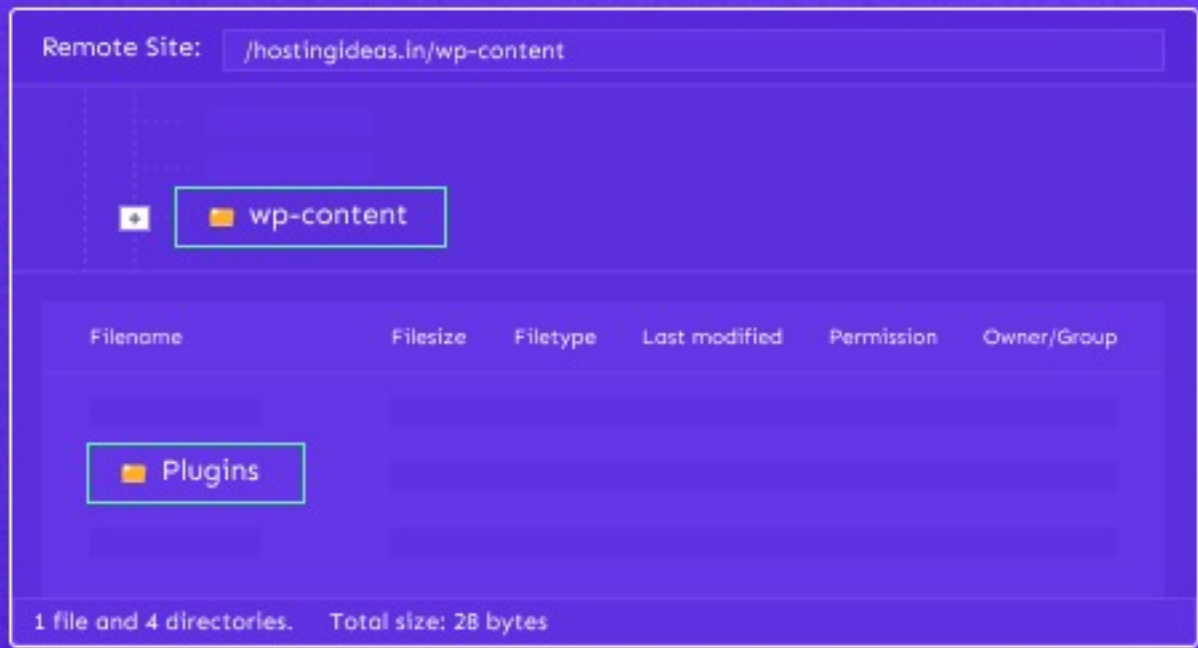 Remote Site: /hostingideas.in/wp-content
wp-content
Filename Filesize Filetype Last modified Permission Owner/Group
Plugins
1 file and 4 directories. Total size: 28 bytes